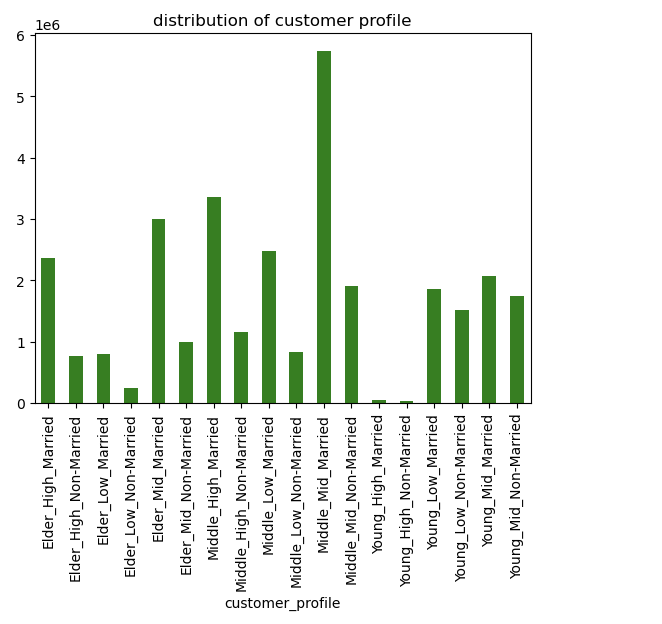 distribution of customer profile
1e6
6
5
4
3
2
1
0
Elder_High_Married
Elder_High_Non-Married
Elder_Low_Married
Elder_Low_Non-Married
Elder_Mid_Married
Elder_Mid_Non-Married
Middle_High_Married
Middle_High_Non-Married
Middle_Low_Married
Middle_Low_Non-Married
Middle_Mid_Married
Middle_Mid_Non-Married
Young_High_Married
Young_High_Non-Married
Young_Low_Married
Young_Low_Non-Married
Young_Mid_Married
Young_Mid_Non-Married
customer_profile